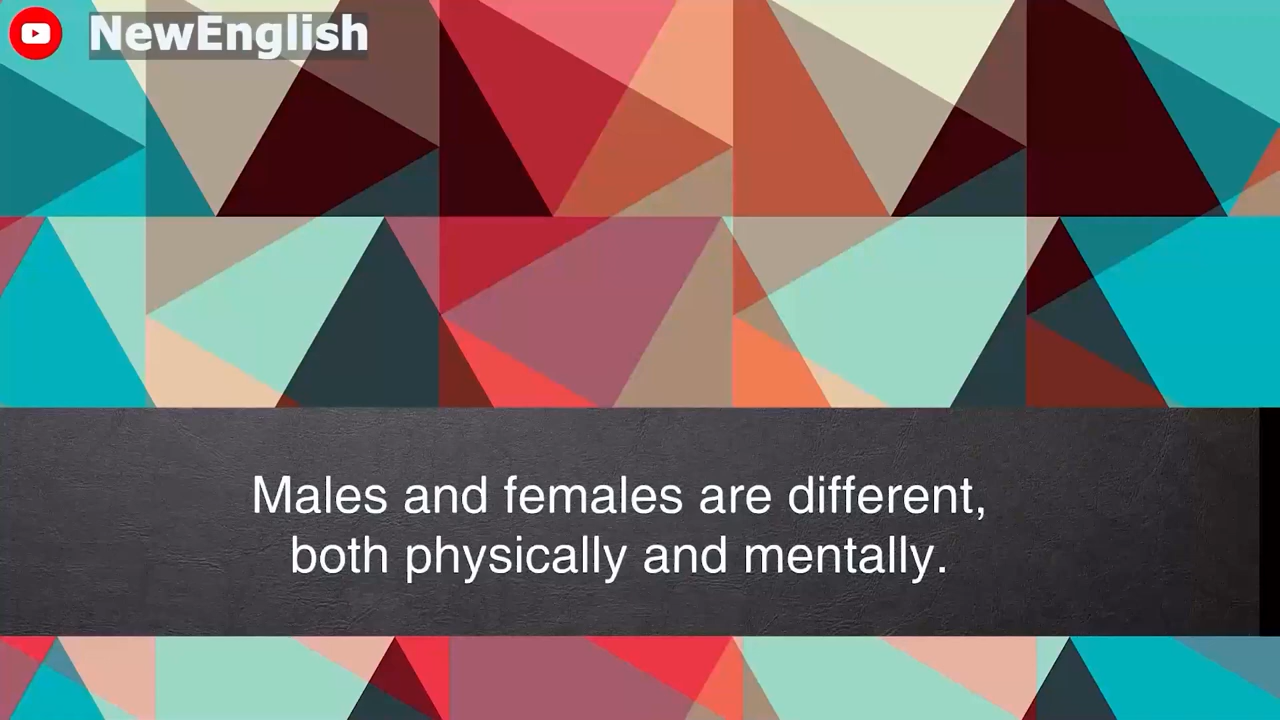 NewEnglish
Males and females are different,
both physically and mentally.